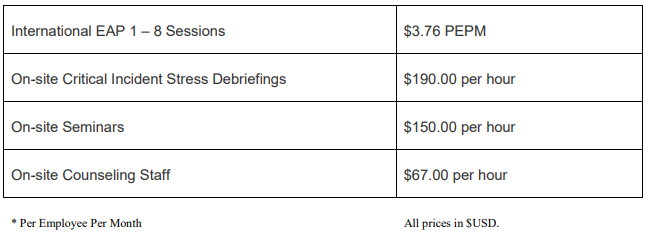 International EAP 1 – 8 Sessions $3.76 PEPM
On-site Critical Incident Stress Debriefings $190.00 per hour
On-site Seminars $150.00 per hour
On-site Counseling Staff $67.00 per hour
* Per Employee Per Month All prices in $USD.